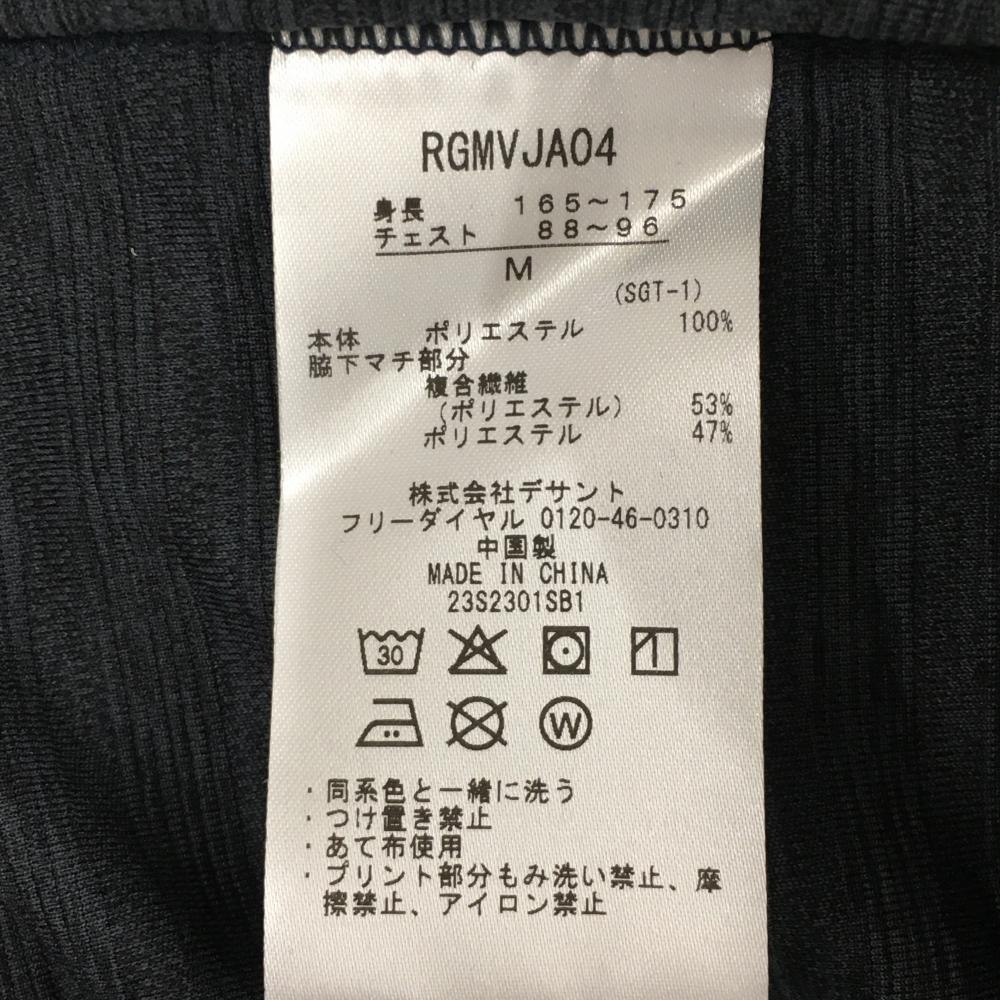 RGMVJA04
身長 165~175
チェスト 88~96
M
(SGT-1)
本体 ポリエステル 100%
脇下マチ部分
複合繊維
(ポリエステル) 53%
ポリエステル 47%
株式会社デサント
フリーダイヤル 0120-46-0310
中国製
MADE IN CHINA
23S2301SB1
30
W
・同系色と一緒に洗う
・つけ置き禁止
・あて布使用
・プリント部分もみ洗い禁止、摩
擦禁止、アイロン禁止